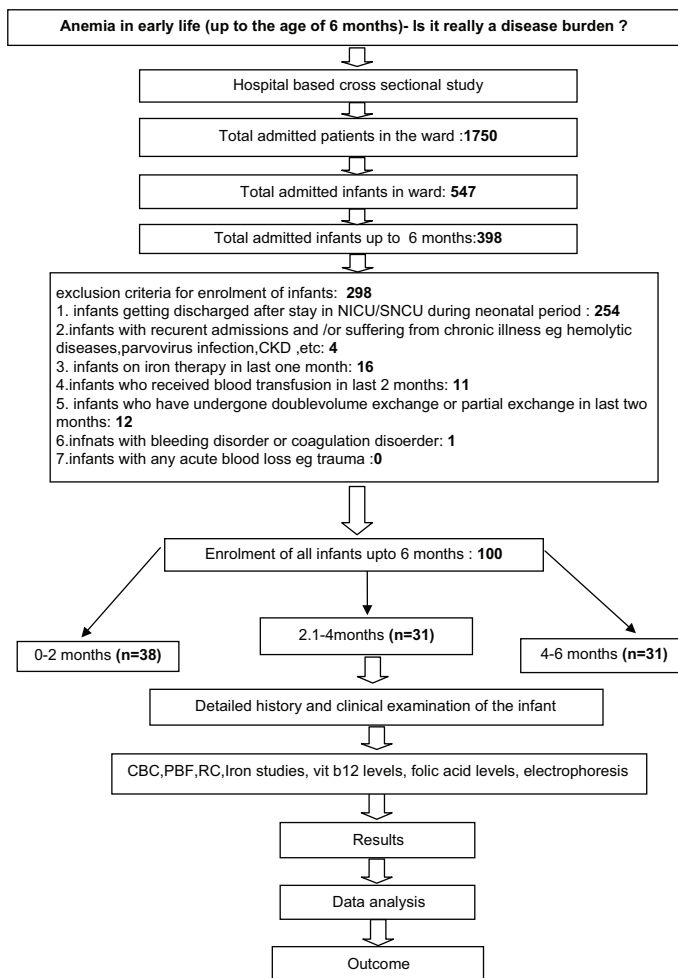 Anemia in early life (up to the age of 6 months)- Is it really a disease burden ?
Hospital based cross sectional study
Total admitted patients in the ward :1750
Total admitted infants in ward: 547
Total admitted infants up to 6 months:398
exclusion criteria for enrolment of infants: 298
1. infants getting discharged after stay in NICU/SNCU during neonatal period : 254
2.infants with recurent admissions and /or suffering from chronic illness eg hemolytic
diseases,parvovirus infection,CKD ,etc: 4
3. infants on iron therapy in last one month: 16
4.infants who received blood transfusion in last 2 months: 11
5. infants who have undergone doublevolume exchange or partial exchange in last two
months: 12
6.infnats with bleeding disorder or coagulation disoerder: 1
7.infants with any acute blood loss eg trauma :0
Enrolment of all infants upto 6 months : 100
0-2 months (n=38)
2.1-4months (n=31)
4-6 months (n=31)
Detailed history and clinical examination of the infant
CBC,PBF,RC,Iron studies, vit b12 levels, folic acid levels, electrophoresis
Results
Data analysis
Outcome